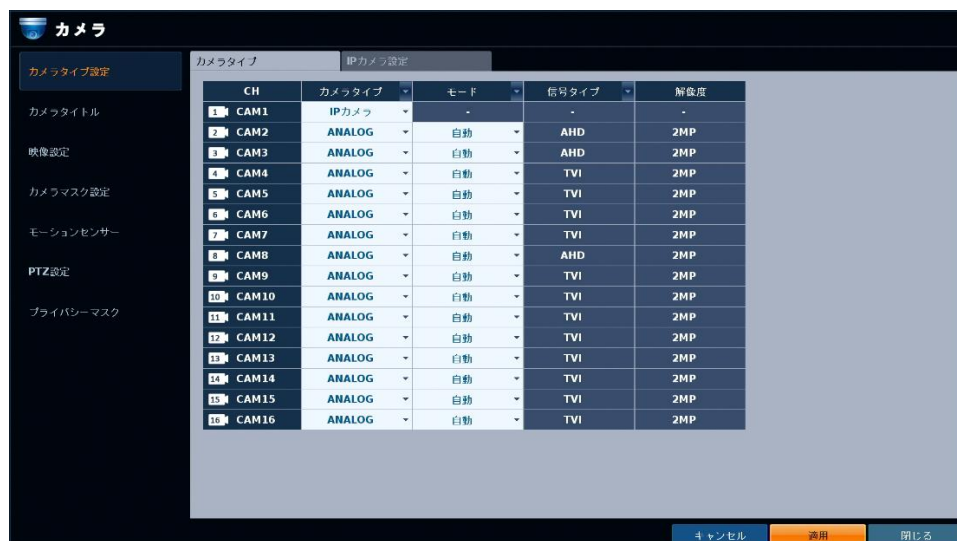 カメラ
カメラタイプ設定
カメラタイトル
映像設定
カメラマスク設定
モーションセンサー
PTZ設定
プライバシーマスク
カメラタイプ IPカメラ設定
CH カメラタイプ モード 信号タイプ 解像度
1 CAM1 IPカメラ - - -
2 CAM2 ANALOG 自動 AHD 2MP
3 CAM3 ANALOG 自動 AHD 2MP
4 CAM4 ANALOG 自動 TVI 2MP
5 CAM5 ANALOG 自動 TVI 2MP
6 CAM6 ANALOG 自動 TVI 2MP
7 CAM7 ANALOG 自動 TVI 2MP
8 CAM8 ANALOG 自動 AHD 2MP
9 CAM9 ANALOG 自動 TVI 2MP
10 CAM10 ANALOG 自動 TVI 2MP
11 CAM11 ANALOG 自動 TVI 2MP
12 CAM12 ANALOG 自動 TVI 2MP
13 CAM13 ANALOG 自動 TVI 2MP
14 CAM14 ANALOG 自動 TVI 2MP
15 CAM15 ANALOG 自動 TVI 2MP
16 CAM16 ANALOG 自動 TVI 2MP
キャンセル 適用 閉じる